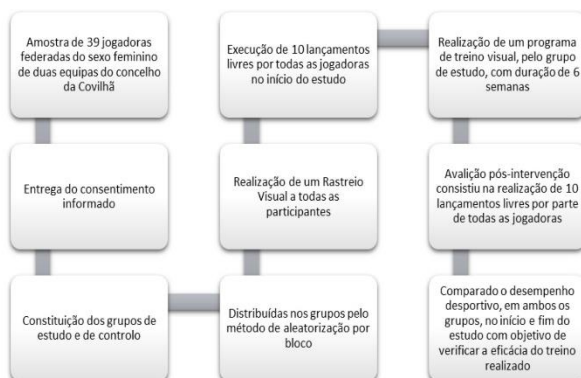 Amostra de 39 jogadoras
federadas do sexo feminino
de duas equipas do concelho
da Covilhã
Entrega do consentimento
informado
Constituição dos grupos de
estudo e de controlo
Distribuídas nos grupos pelo
método de aleatorização por
bloco
Realização de um Rastreio
Visual a todas as
participantes
Execução de 10 lançamentos
livres por todas as jogadoras
no início do estudo
Realização de um programa
de treino visual, pelo grupo
de estudo, com duração de 6
semanas
Avalição pós-intervenção
consistiu na realização de 10
lançamentos livres por parte
de todas as jogadoras
Comparado o desempenho
desportivo, em ambos os
grupos, no início e fim do
estudo com objetivo de
verificar a eficácia do treino
realizado